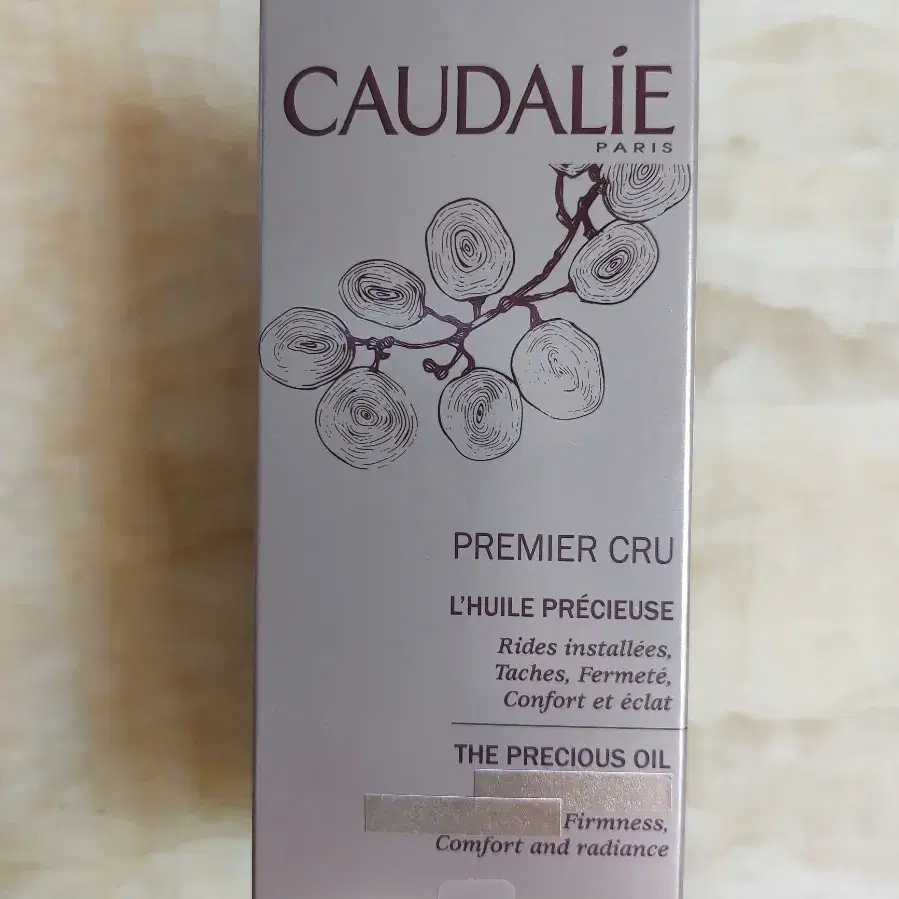 CAUDALİE
PARIS
PREMIER CRU
L'HUILE PRÉCIEUSE
Rides installées,
Taches, Fermeté,
Confort et éclat
THE PRECIOUS OIL
Firmness,
Comfort and radiance